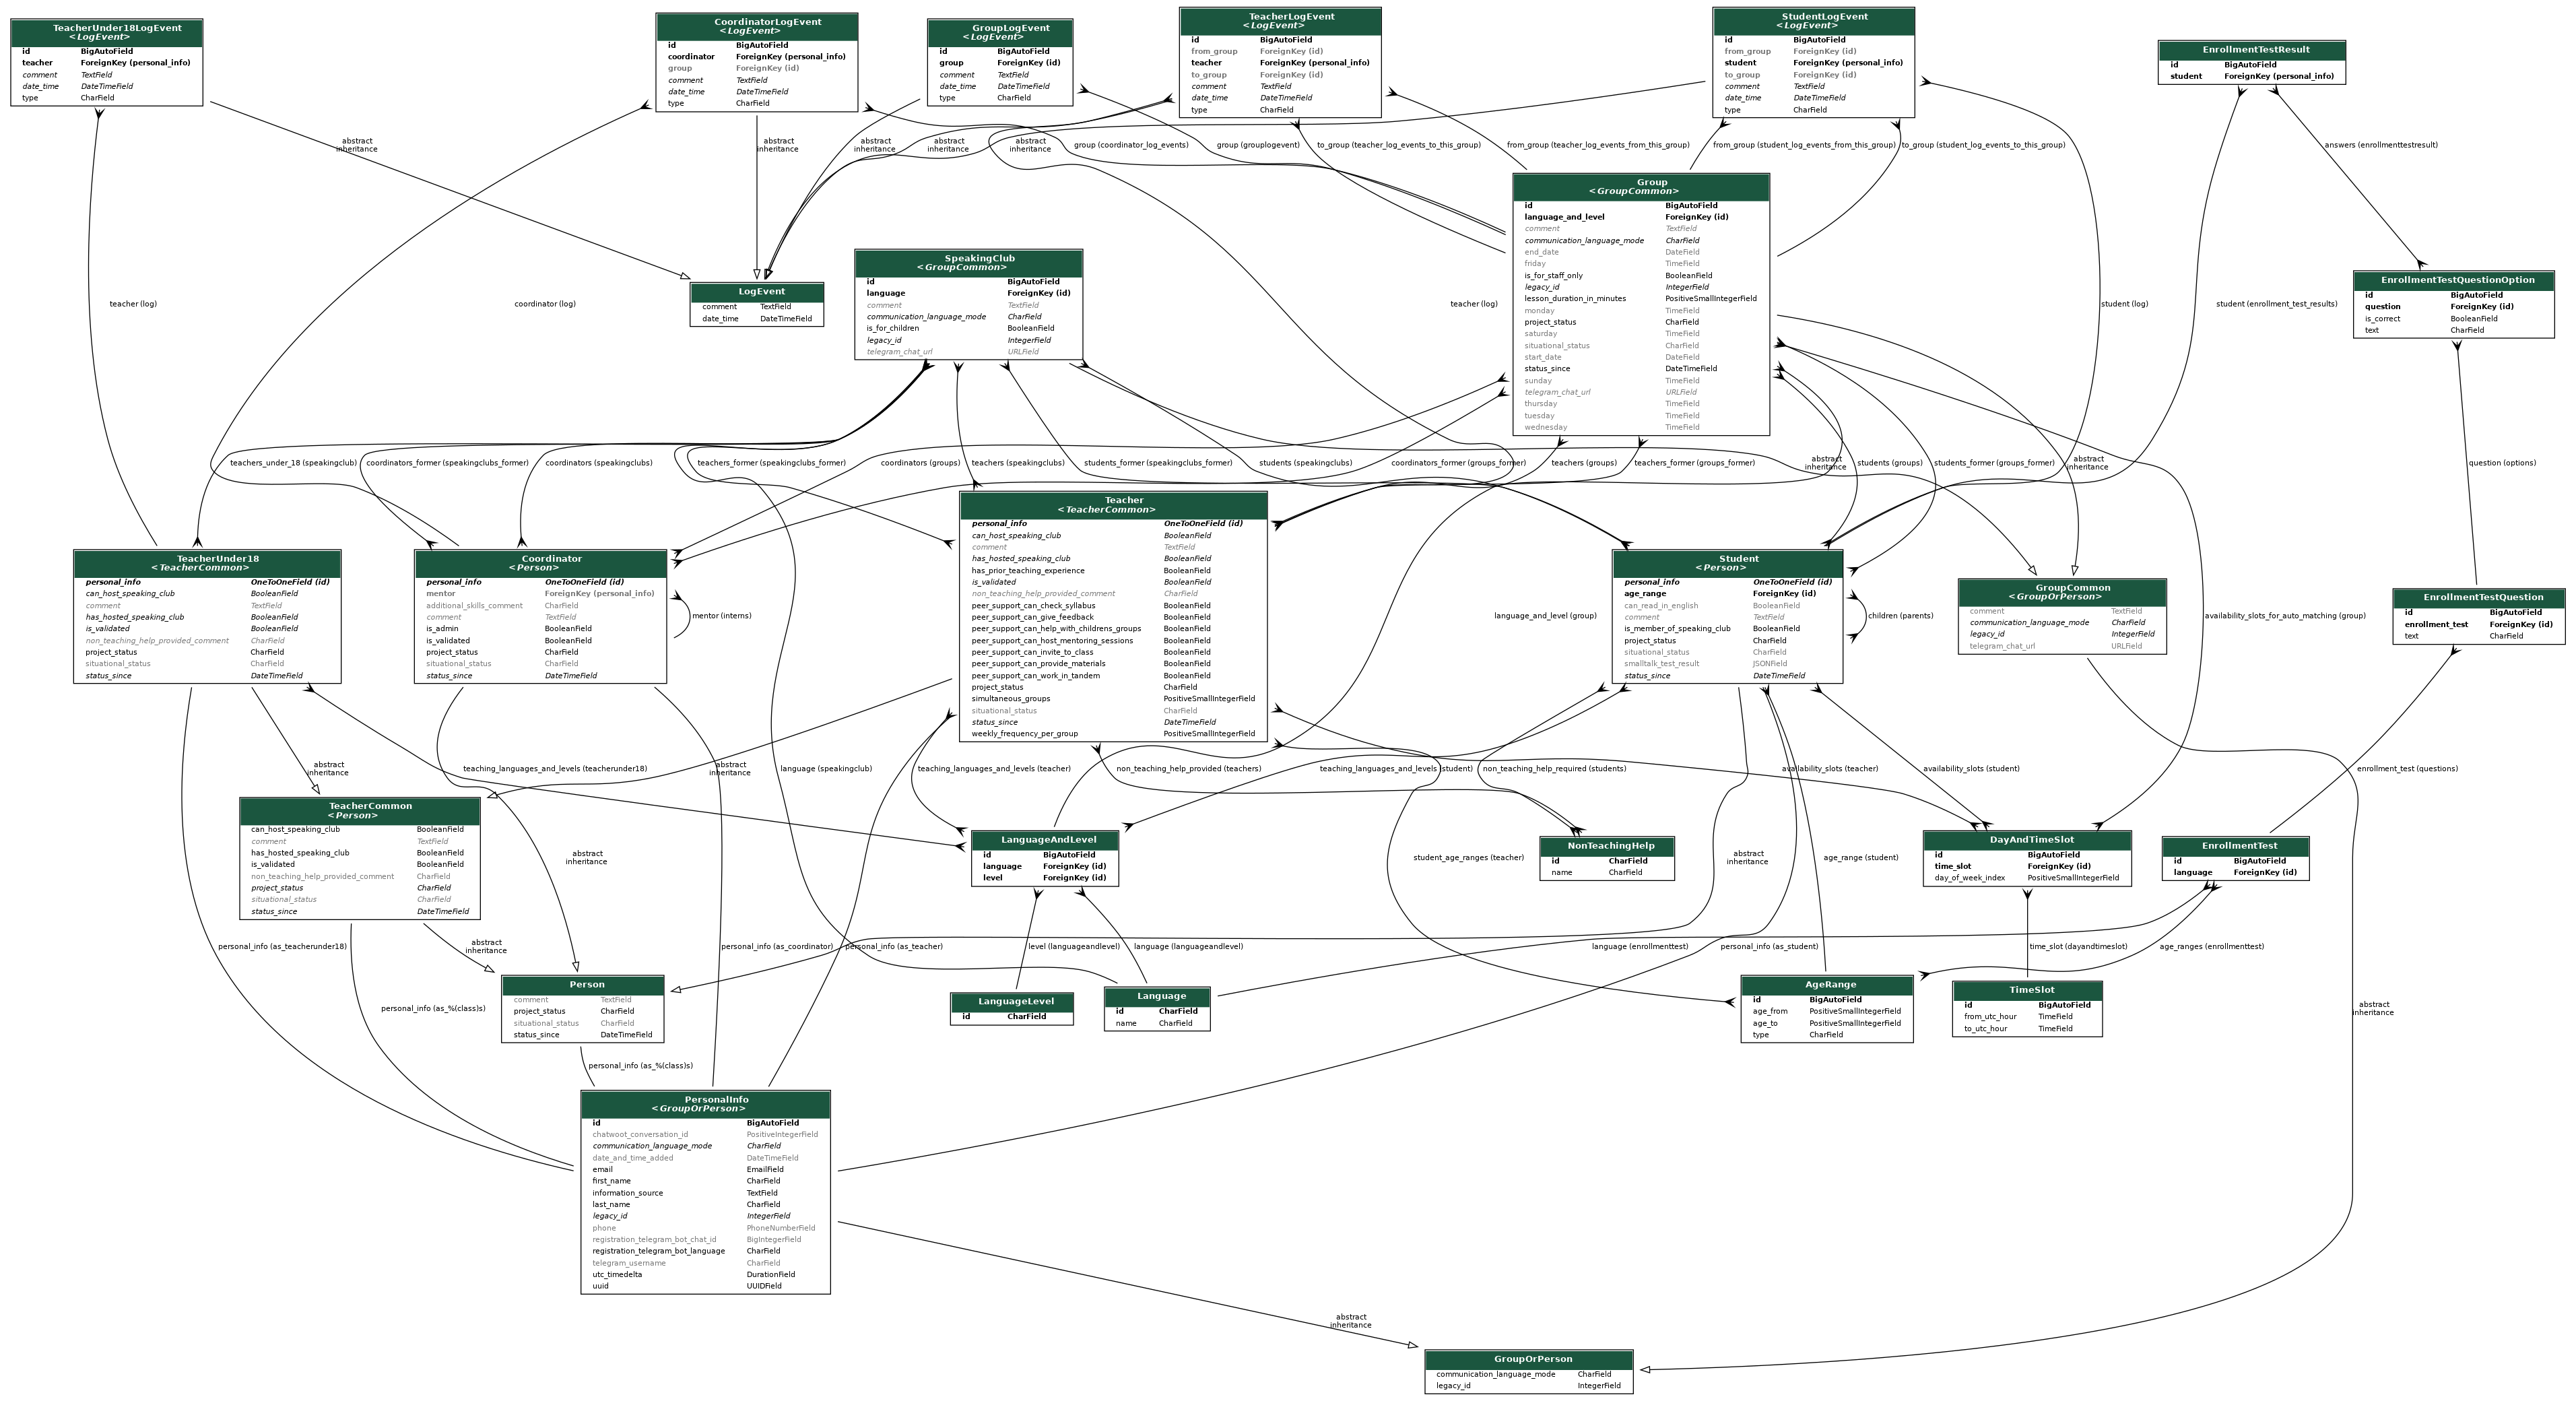 TeacherUnder18LogEvent
<LogEvent>
id BigAutoField
teacher ForeignKey (personal_info)
comment TextField
date_time DateTimeField
type CharField
CoordinatorLogEvent
<LogEvent>
id BigAutoField
coordinator ForeignKey (personal_info)
group ForeignKey (id)
comment TextField
date_time DateTimeField
type CharField
GroupLogEvent
<LogEvent>
id BigAutoField
group ForeignKey (id)
comment TextField
date_time DateTimeField
type CharField
TeacherLogEvent
<LogEvent>
id BigAutoField
from_group ForeignKey (id)
teacher ForeignKey (personal_info)
to_group ForeignKey (id)
comment TextField
date_time DateTimeField
type CharField
StudentLogEvent
<LogEvent>
id BigAutoField
from_group ForeignKey (id)
student ForeignKey (personal_info)
to_group ForeignKey (id)
comment TextField
date_time DateTimeField
type CharField
EnrollmentTestResult
id BigAutoField
student ForeignKey (personal_info)
abstract
inheritance
abstract
inheritance
abstract
inheritance
abstract
inheritance
abstract
inheritance
group (coordinator_log_events)
group (grouplogevent)
to_group (teacher_log_events_to_this_group)
from_group (teacher_log_events_from_this_group)
from_group (student_log_events_from_this_group)
to_group (student_log_events_to_this_group)
answers (enrollmenttestresult)
Group
<GroupCommon>
id BigAutoField
language_and_level ForeignKey (id)
comment TextField
communication_language_mode CharField
end_date DateField
friday TimeField
is_for_staff_only BooleanField
legacy_id IntegerField
lesson_duration_in_minutes PositiveSmallIntegerField
monday TimeField
project_status CharField
saturday TimeField
situational_status CharField
start_date DateField
status_since DateTimeField
sunday TimeField
telegram_chat_url URLField
thursday TimeField
tuesday TimeField
wednesday TimeField
SpeakingClub
<GroupCommon>
id BigAutoField
language ForeignKey (id)
comment TextField
communication_language_mode CharField
is_for_children BooleanField
legacy_id IntegerField
telegram_chat_url URLField
LogEvent
comment TextField
date_time DateTimeField
EnrollmentTestQuestionOption
id BigAutoField
question ForeignKey (id)
is_correct BooleanField
text CharField
teacher (log)
coordinator (log)
teacher (log)
student (log)
student (enrollment_test_results)
teachers_under_18 (speakingclub)
coordinators_former (speakingclubs_former)
coordinators (speakingclubs)
teachers_former (speakingclubs_former)
coordinators (groups)
teachers (speakingclubs)
students_former (speakingclubs_former)
students (speakingclubs)
coordinators_former (groups_former)
teachers (groups)
teachers_former (groups_former)
abstract
inheritance
students (groups)
students_former (groups_former)
abstract
inheritance
question (options)
TeacherUnder18
<TeacherCommon>
personal_info OneToOneField (id)
can_host_speaking_club BooleanField
comment TextField
has_hosted_speaking_club BooleanField
is_validated BooleanField
non_teaching_help_provided_comment CharField
project_status CharField
situational_status CharField
status_since DateTimeField
Coordinator
<Person>
personal_info OneToOneField (id)
mentor ForeignKey (personal_info)
additional_skills_comment CharField
comment TextField
is_admin BooleanField
is_validated BooleanField
project_status CharField
situational_status CharField
status_since DateTimeField
mentor (interns)
Teacher
<TeacherCommon>
personal_info OneToOneField (id)
can_host_speaking_club BooleanField
comment TextField
has_hosted_speaking_club BooleanField
has_prior_teaching_experience BooleanField
is_validated BooleanField
non_teaching_help_provided_comment CharField
peer_support_can_check_syllabus BooleanField
peer_support_can_give_feedback BooleanField
peer_support_can_help_with_childrens_groups BooleanField
peer_support_can_host_mentoring_sessions BooleanField
peer_support_can_invite_to_class BooleanField
peer_support_can_provide_materials BooleanField
peer_support_can_work_in_tandem BooleanField
project_status CharField
simultaneous_groups PositiveSmallIntegerField
situational_status CharField
status_since DateTimeField
weekly_frequency_per_group PositiveSmallIntegerField
language_and_level (group)
Student
<Person>
personal_info OneToOneField (id)
age_range ForeignKey (id)
can_read_in_english BooleanField
comment TextField
is_member_of_speaking_club BooleanField
project_status CharField
situational_status CharField
smalltalk_test_result JSONField
status_since DateTimeField
children (parents)
GroupCommon
<GroupOrPerson>
comment TextField
communication_language_mode CharField
legacy_id IntegerField
telegram_chat_url URLField
availability_slots_for_auto_matching (group)
EnrollmentTestQuestion
id BigAutoField
enrollment_test ForeignKey (id)
text CharField
abstract
inheritance
teaching_languages_and_levels (teacherunder18)
abstract
inheritance
language (speakingclub)
teaching_languages_and_levels (teacher)
non_teaching_help_provided (teachers)
teaching_languages_and_levels (student)
non_teaching_help_required (students)
availability_slots (teacher)
availability_slots (student)
enrollment_test (questions)
TeacherCommon
<Person>
can_host_speaking_club BooleanField
comment TextField
has_hosted_speaking_club BooleanField
is_validated BooleanField
non_teaching_help_provided_comment CharField
project_status CharField
situational_status CharField
status_since DateTimeField
abstract
inheritance
LanguageAndLevel
id BigAutoField
language ForeignKey (id)
level ForeignKey (id)
student_age_ranges (teacher)
NonTeachingHelp
id CharField
name CharField
abstract
inheritance
age_range (student)
DayAndTimeSlot
id BigAutoField
time_slot ForeignKey (id)
day_of_week_index PositiveSmallIntegerField
EnrollmentTest
id BigAutoField
language ForeignKey (id)
personal_info (as_teacherunder18)
abstract
inheritance
personal_info (as_coordinator)
personal_info (as_teacher)
level (languageandlevel)
language (languageandlevel)
language (enrollmenttest)
personal_info (as_student)
time_slot (dayandtimeslot)
age_ranges (enrollmenttest)
personal_info (as_%(class)s)
Person
comment TextField
project_status CharField
situational_status CharField
status_since DateTimeField
LanguageLevel
id CharField
Language
id CharField
name CharField
AgeRange
id BigAutoField
age_from PositiveSmallIntegerField
age_to PositiveSmallIntegerField
type CharField
TimeSlot
id BigAutoField
from_utc_hour TimeField
to_utc_hour TimeField
abstract
inheritance
personal_info (as_%(class)s)
PersonalInfo
<GroupOrPerson>
id BigAutoField
chatwoot_conversation_id PositiveIntegerField
communication_language_mode CharField
date_and_time_added DateTimeField
email EmailField
first_name CharField
information_source TextField
last_name CharField
legacy_id IntegerField
phone PhoneNumberField
registration_telegram_bot_chat_id BigIntegerField
registration_telegram_bot_language CharField
telegram_username CharField
utc_timedelta DurationField
uuid UUIDField
abstract
inheritance
GroupOrPerson
communication_language_mode CharField
legacy_id IntegerField